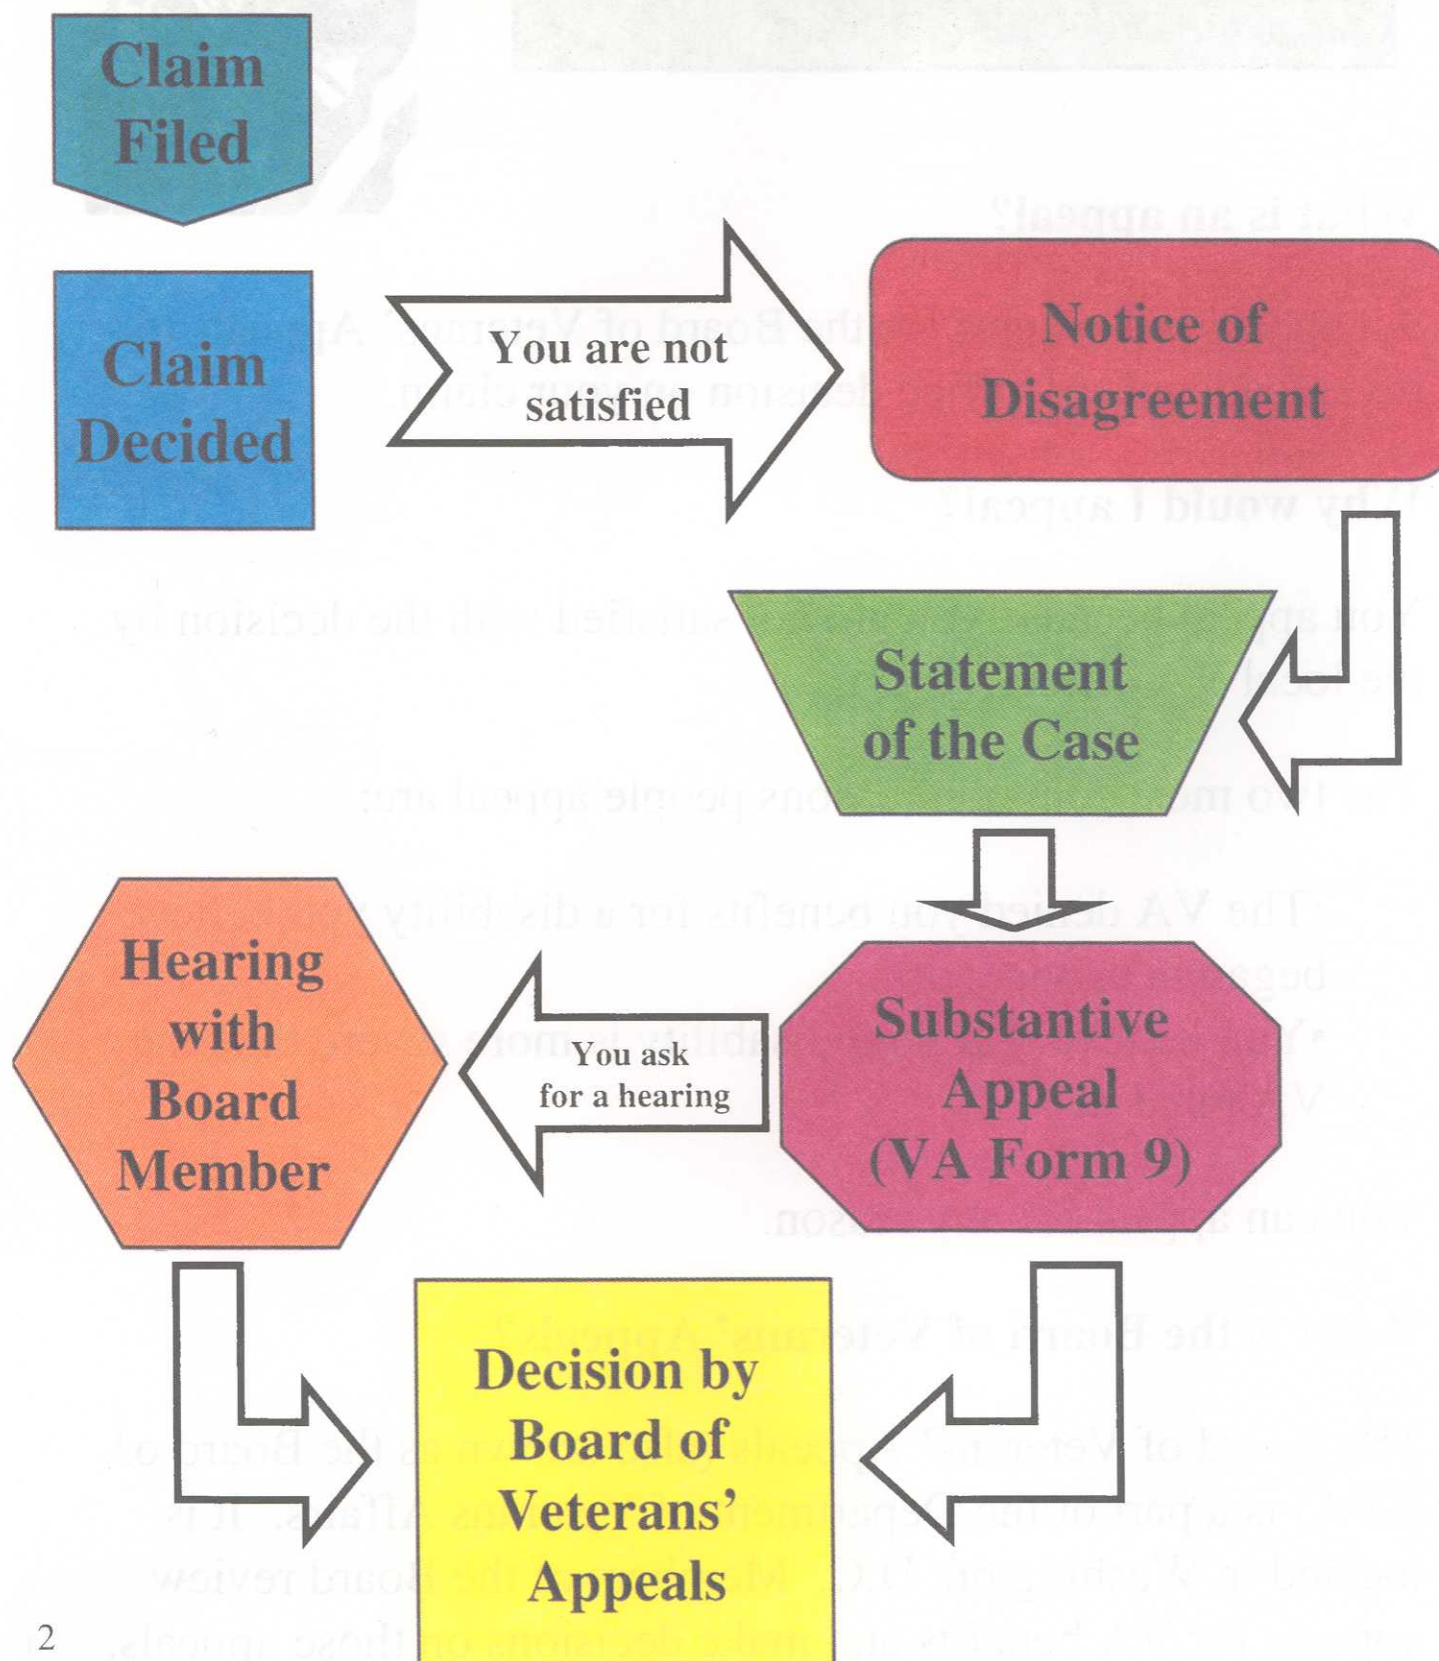 Claim
Filed
Claim
Decided
You are not
satisfied
Notice of
Disagreement
Statement
of the Case
Substantive
Appeal
(VA Form 9)
You ask
for a hearing
Hearing
with
Board
Member
Decision by
Board of
Veterans’
Appeals
2